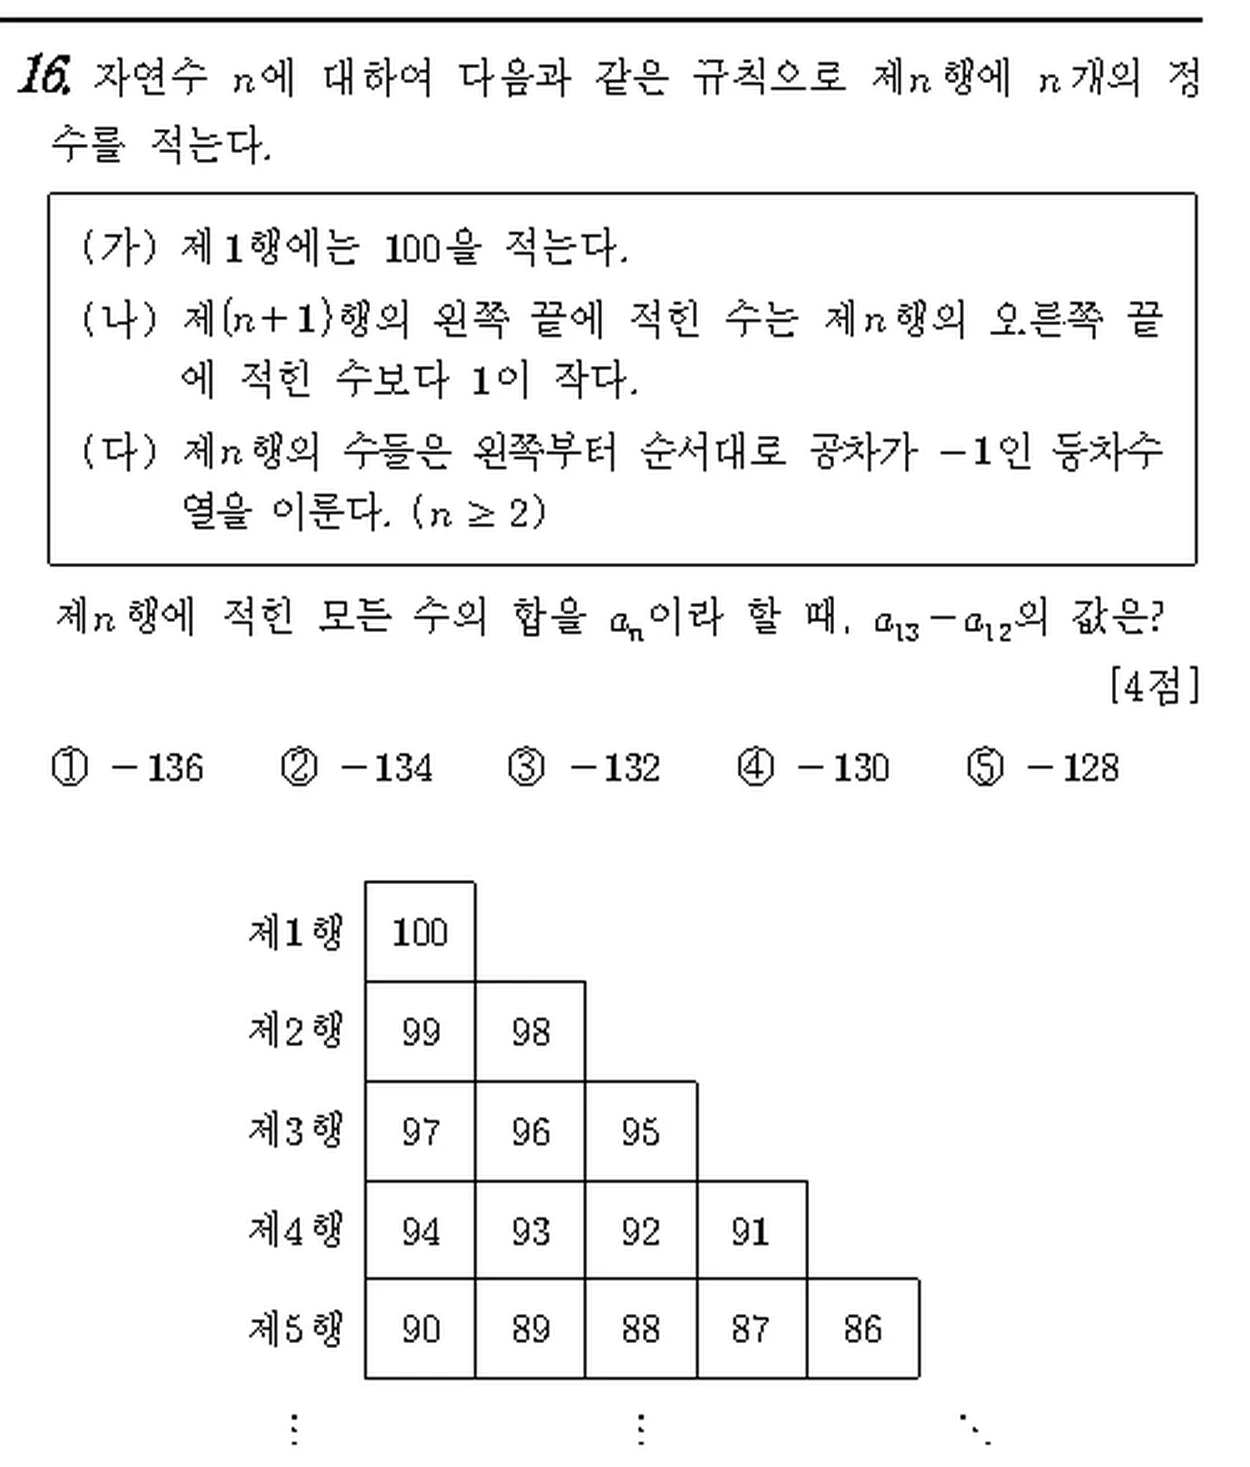 16. 자연수 n에 대하여 다음과 같은 규칙으로 제n행에 n개의 정
수를 적는다.
(가) 제1행에는 100을 적는다.
(나) 제(n+1)행의 왼쪽 끝에 적힌 수는 제n행의 오른쪽 끝
에 적힌 수보다 1이 작다.
(다) 제n행의 수들은 왼쪽부터 순서대로 공차가 -1인 등차수
열을 이룬다. (n ≥ 2)
제n행에 적힌 모든 수의 합을 aₙ이라 할 때, a₁₃-a₁₂의 값은?
[4점]
① -136 ② -134 ③ -132 ④ -130 ⑤ -128
제1행 100
제2행 99 98
제3행 97 96 95
제4행 94 93 92 91
제5행 90 89 88 87 86
⋮ ⋮ ⋱